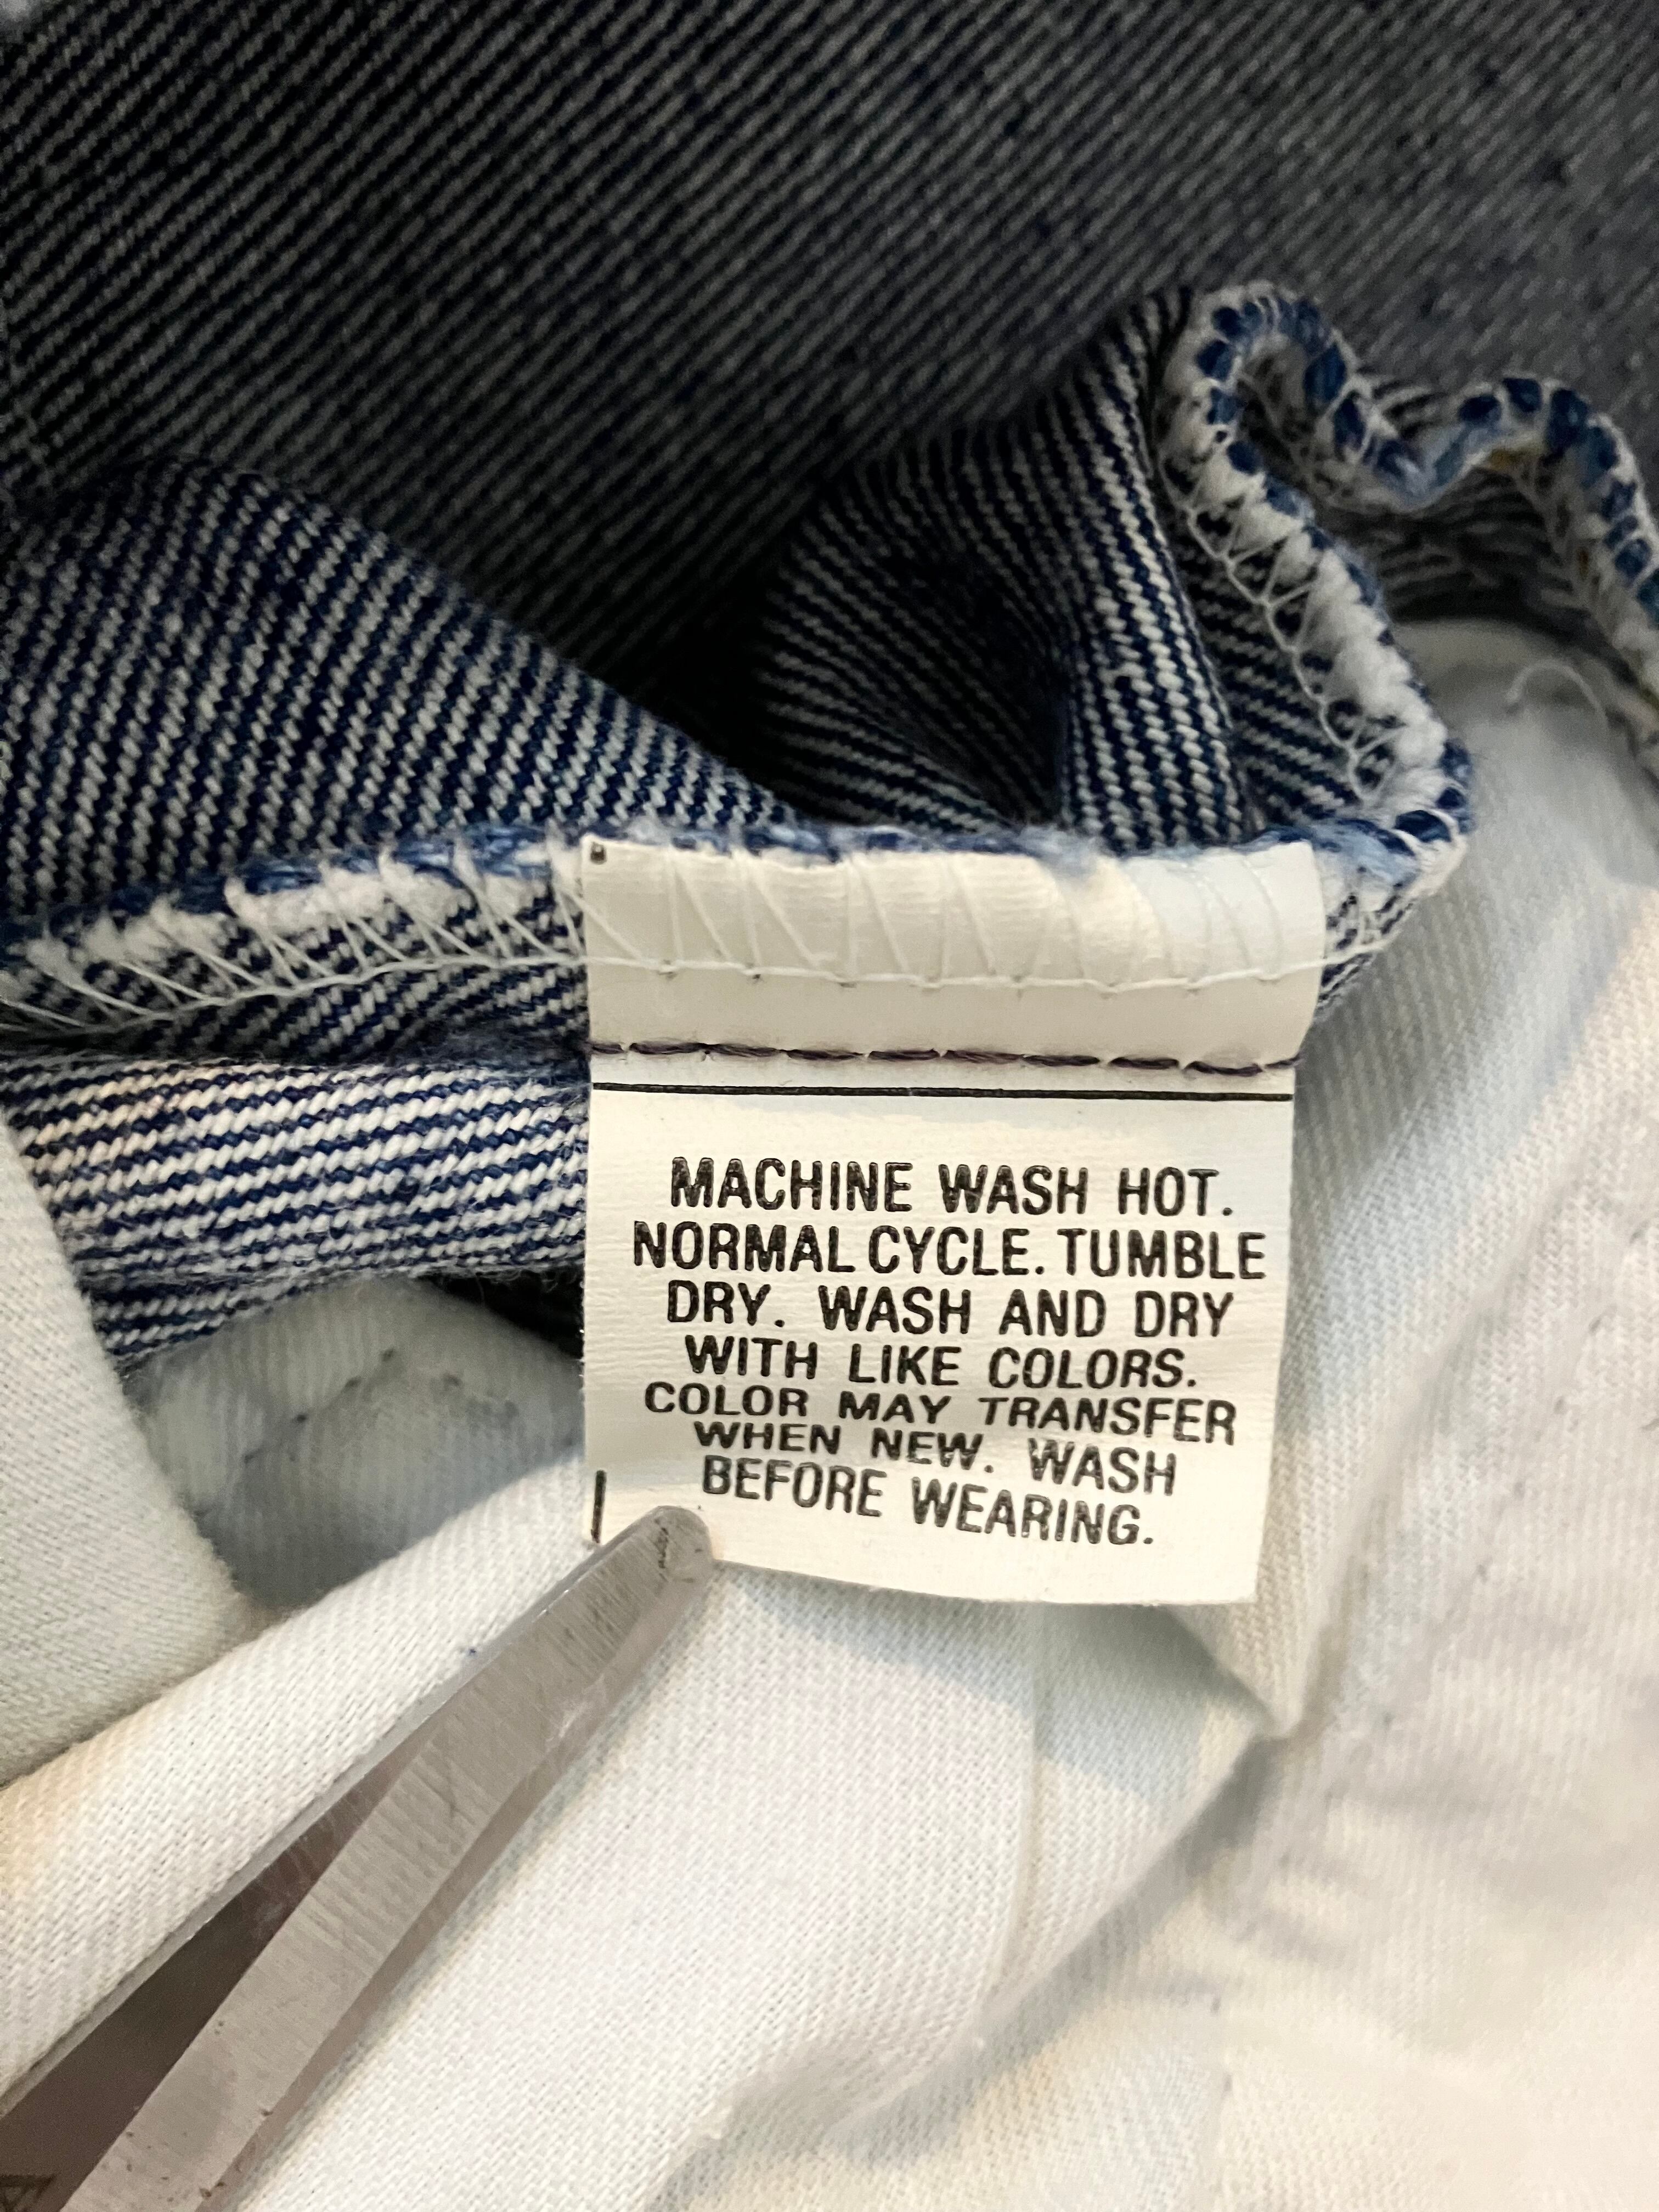 MACHINE WASH HOT.
NORMAL CYCLE. TUMBLE
DRY. WASH AND DRY
WITH LIKE COLORS.
COLOR MAY TRANSFER
WHEN NEW. WASH
BEFORE WEARING.